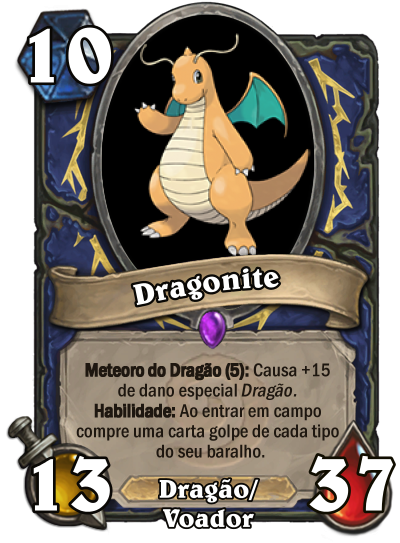 10
Dragonite
Meteoro do Dragão (5): Causa +15
de dano especial Dragão.
Habilidade: Ao entrar em campo
compre uma carta golpe de cada tipo
do seu baralho.
13
Dragão/
Voador
37